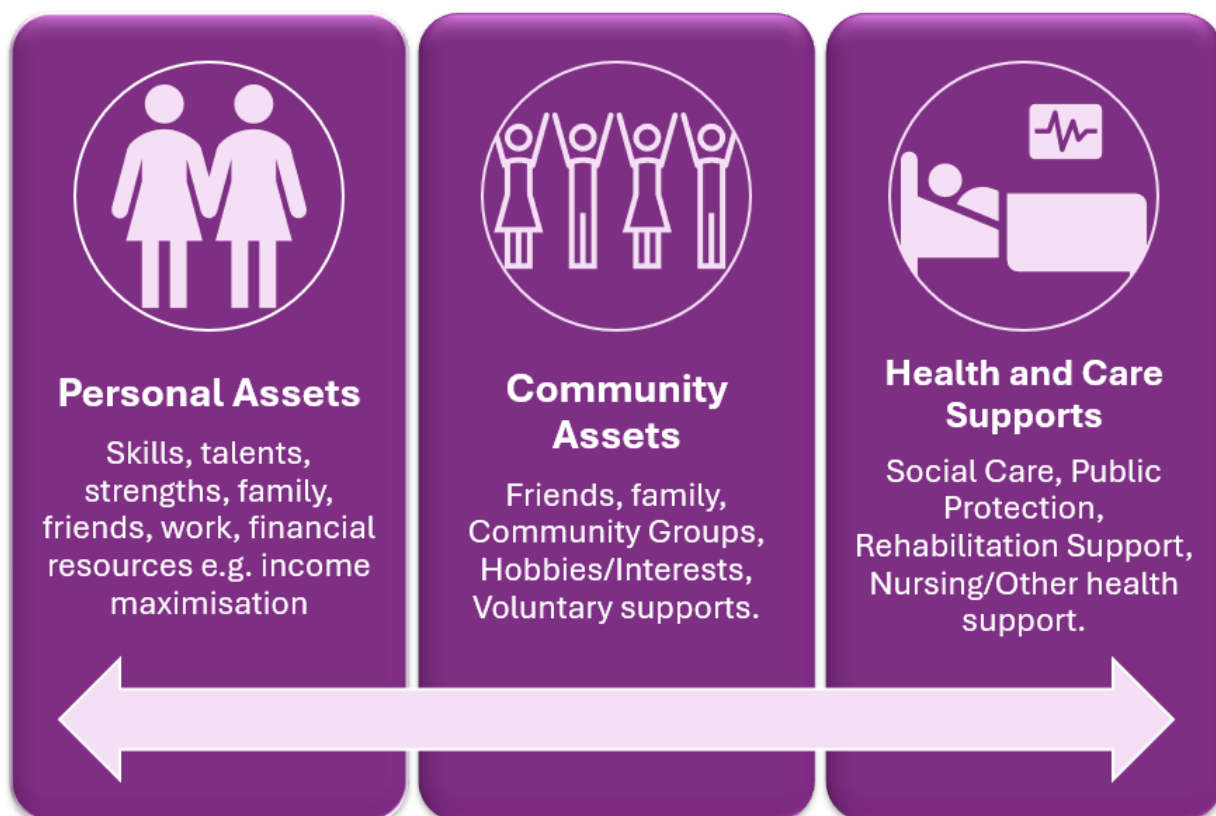 Personal Assets
Skills, talents,
strengths, family,
friends, work, financial
resources e.g. income
maximisation
Community
Assets
Friends, family,
Community Groups,
Hobbies/Interests,
Voluntary supports.
Health and Care
Supports
Social Care, Public
Protection,
Rehabilitation Support,
Nursing/Other health
support.